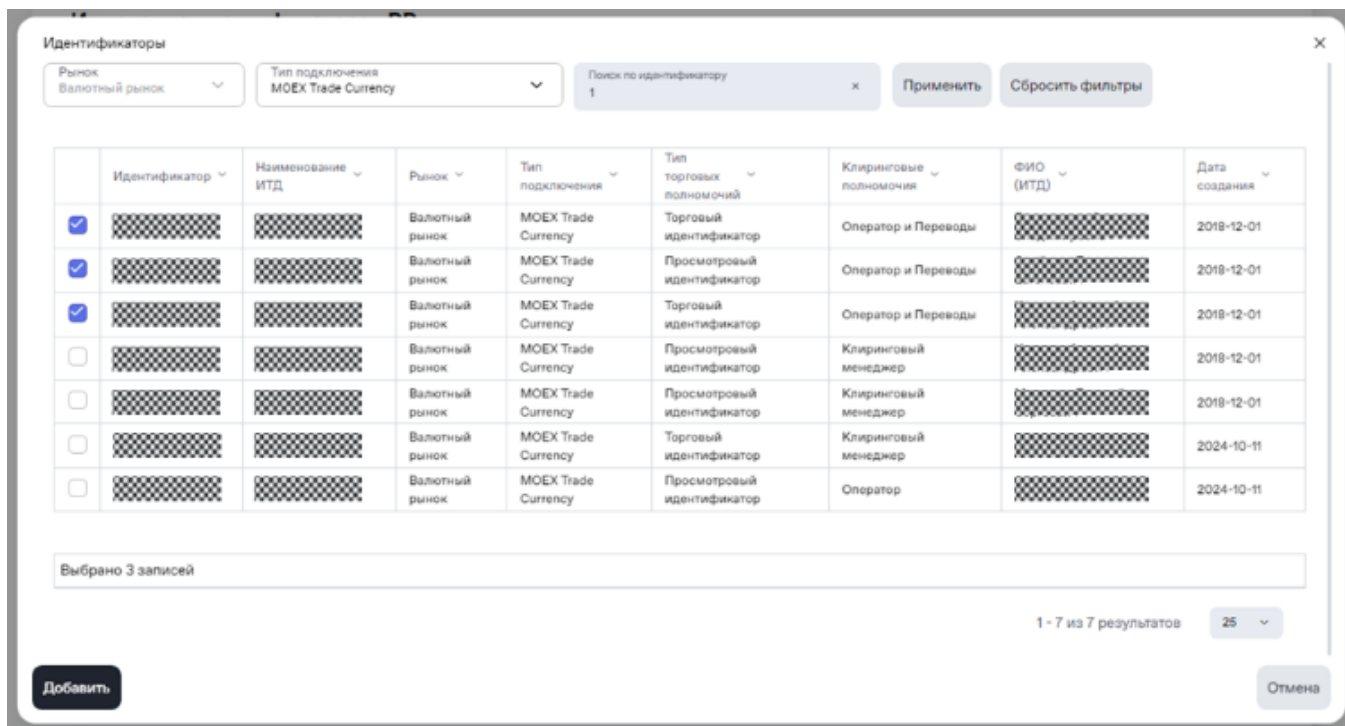 Идентификаторы
Рынок
Валютный рынок
Тип подключения
MOEX Trade Currency
Поиск по идентификатору
1
Применить
Сбросить фильтры
Идентификатор
Наименование
ИТД
Рынок
Тип
подключения
Тип
торговых
полномочий
Клиринговые
полномочия
ФИО
(ИТД)
Дата
создания
Валютный
рынок
MOEX Trade
Currency
Торговый
идентификатор
Оператор и Переводы
2018-12-01
Валютный
рынок
MOEX Trade
Currency
Просмотровый
идентификатор
Оператор и Переводы
2018-12-01
Валютный
рынок
MOEX Trade
Currency
Торговый
идентификатор
Оператор и Переводы
2018-12-01
Валютный
рынок
MOEX Trade
Currency
Просмотровый
идентификатор
Клиринговый
менеджер
2018-12-01
Валютный
рынок
MOEX Trade
Currency
Просмотровый
идентификатор
Клиринговый
менеджер
2018-12-01
Валютный
рынок
MOEX Trade
Currency
Торговый
идентификатор
Клиринговый
менеджер
2024-10-11
Валютный
рынок
MOEX Trade
Currency
Просмотровый
идентификатор
Оператор
2024-10-11
Выбрано 3 записей
1 - 7 из 7 результатов
25
Добавить
Отмена